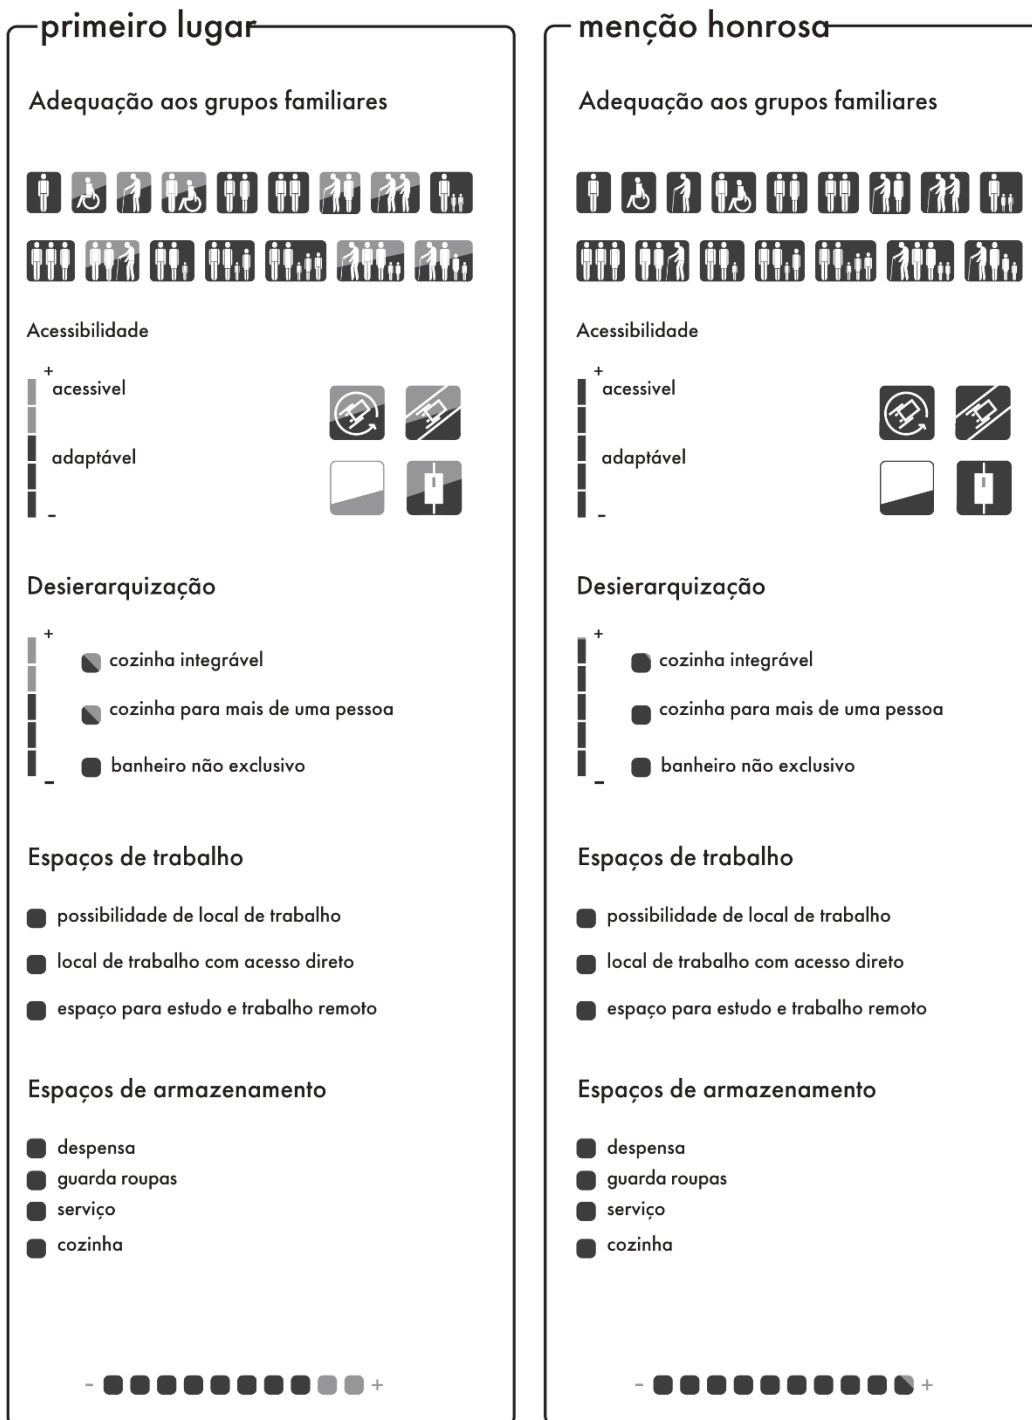 primeiro lugar
Adequação aos grupos familiares
Acessibilidade
+
acessivel
adaptável
-
Desierarquização
+
cozinha integrável
cozinha para mais de uma pessoa
banheiro não exclusivo
-
Espaços de trabalho
possibilidade de local de trabalho
local de trabalho com acesso direto
espaço para estudo e trabalho remoto
Espaços de armazenamento
despensa
guarda roupas
serviço
cozinha
- +
menção honrosa
Adequação aos grupos familiares
Acessibilidade
+
acessivel
adaptável
-
Desierarquização
+
cozinha integrável
cozinha para mais de uma pessoa
banheiro não exclusivo
-
Espaços de trabalho
possibilidade de local de trabalho
local de trabalho com acesso direto
espaço para estudo e trabalho remoto
Espaços de armazenamento
despensa
guarda roupas
serviço
cozinha
- +